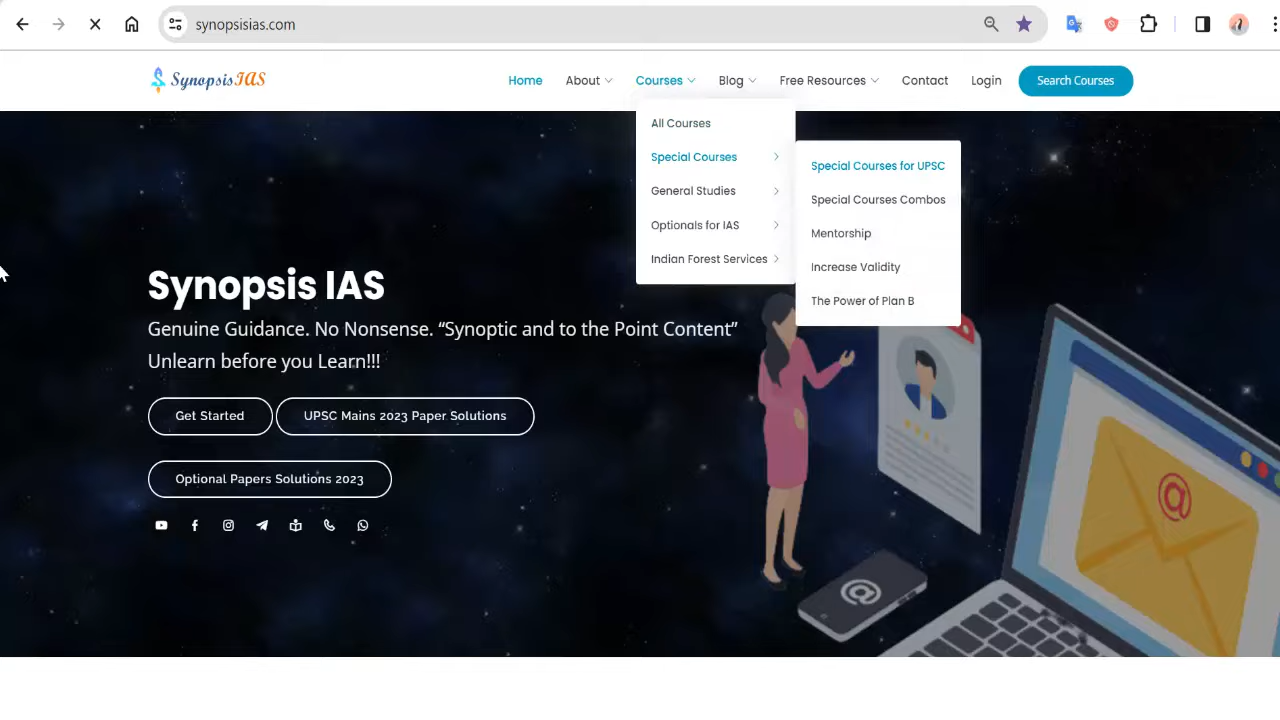 synopsisias.com
SynopsisIAS
Home About Courses Blog Free Resources Contact Login Search Courses
All Courses
Special Courses
General Studies
Optionals for IAS
Indian Forest Services
Special Courses for UPSC
Special Courses Combos
Mentorship
Increase Validity
The Power of Plan B
Synopsis IAS
Genuine Guidance. No Nonsense. “Synoptic and to the Point Content”
Unlearn before you Learn!!!
Get Started UPSC Mains 2023 Paper Solutions
Optional Papers Solutions 2023
@
@